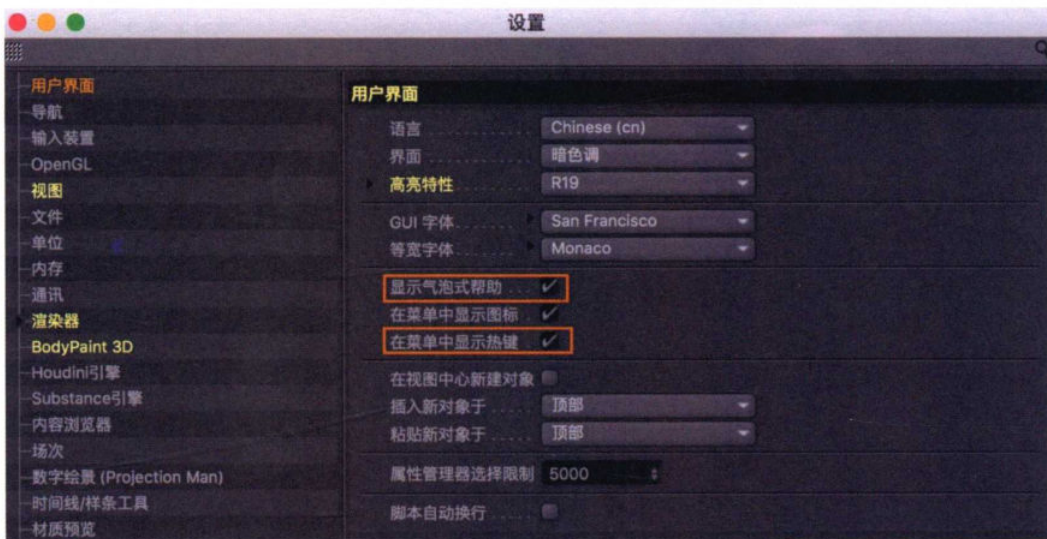 设置
用户界面
导航
输入装置
OpenGL
视图
文件
单位
内存
通讯
渲染器
BodyPaint 3D
Houdini引擎
Substance引擎
内容浏览器
场次
数字绘景 (Projection Man)
时间线/样条工具
材质预览
用户界面
语言 Chinese (cn)
界面 暗色调
高亮特性 R19
GUI 字体 San Francisco
等宽字体 Monaco
显示气泡式帮助
在菜单中显示图标
在菜单中显示热键
在视图中心新建对象
插入新对象于 顶部
粘贴新对象于 顶部
属性管理器选择限制 5000
脚本自动换行